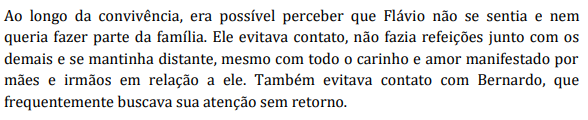 Ao longo da convivência, era possível perceber que Flávio não se sentia e nem
queria fazer parte da família. Ele evitava contato, não fazia refeições junto com os
demais e se mantinha distante, mesmo com todo o carinho e amor manifestado por
mães e irmãos em relação a ele. Também evitava contato com Bernardo, que
frequentemente buscava sua atenção sem retorno.